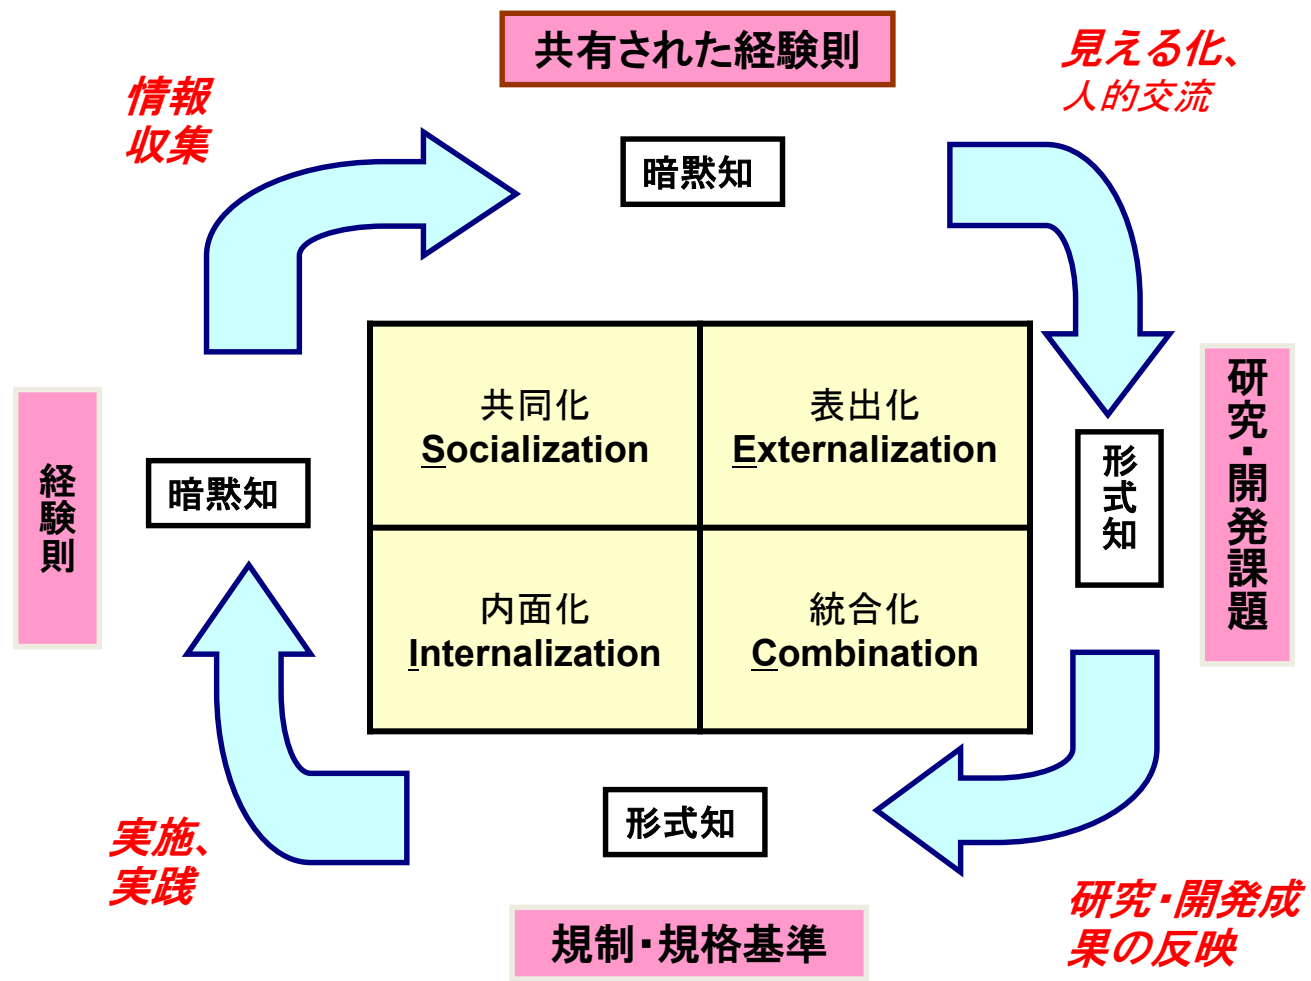 共有された経験則
見える化、
人的交流
情報
収集
暗黙知
共同化
Socialization
表出化
Externalization
経験則
暗黙知
形式知
研究・開発課題
内面化
Internalization
統合化
Combination
形式知
実施、
実践
規制・規格基準
研究・開発成
果の反映